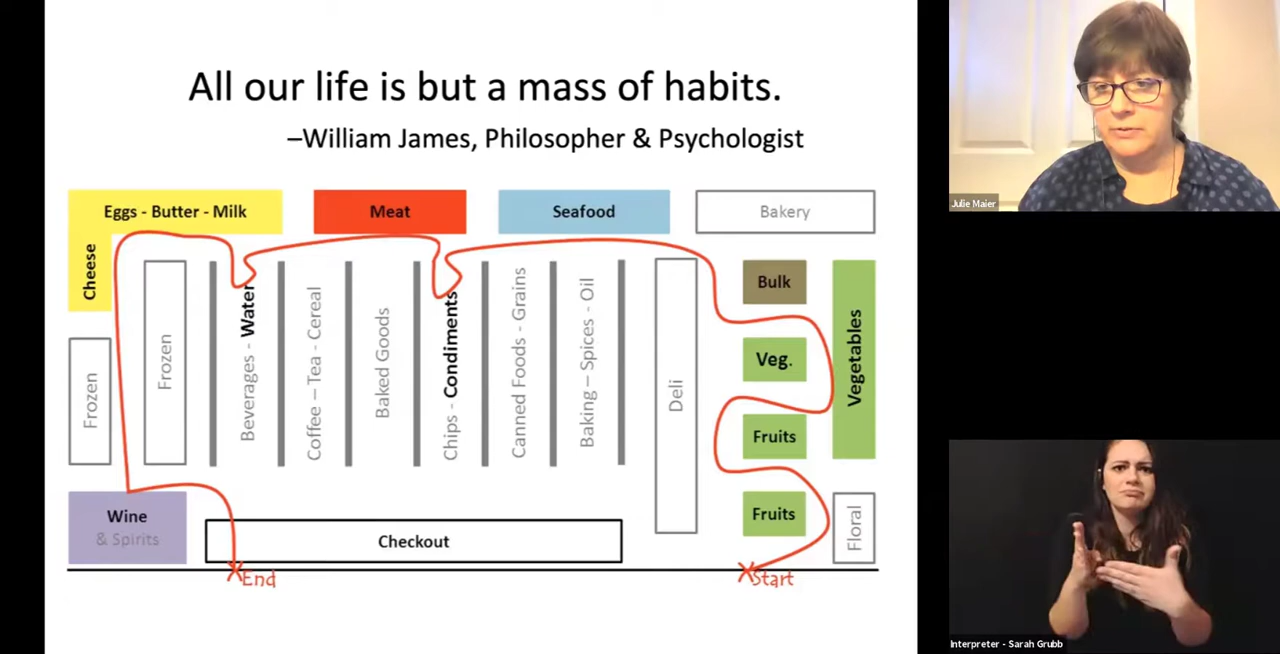 All our life is but a mass of habits.
–William James, Philosopher & Psychologist
Eggs - Butter - Milk
Meat
Seafood
Bakery
Cheese
Frozen
Frozen
Beverages - Water
Coffee – Tea - Cereal
Baked Goods
Chips - Condiments
Canned Foods - Grains
Baking – Spices - Oil
Deli
Bulk
Veg.
Fruits
Fruits
Vegetables
Floral
Wine
& Spirits
Checkout
End
Start
Julie Maier
Interpreter - Sarah Grubb